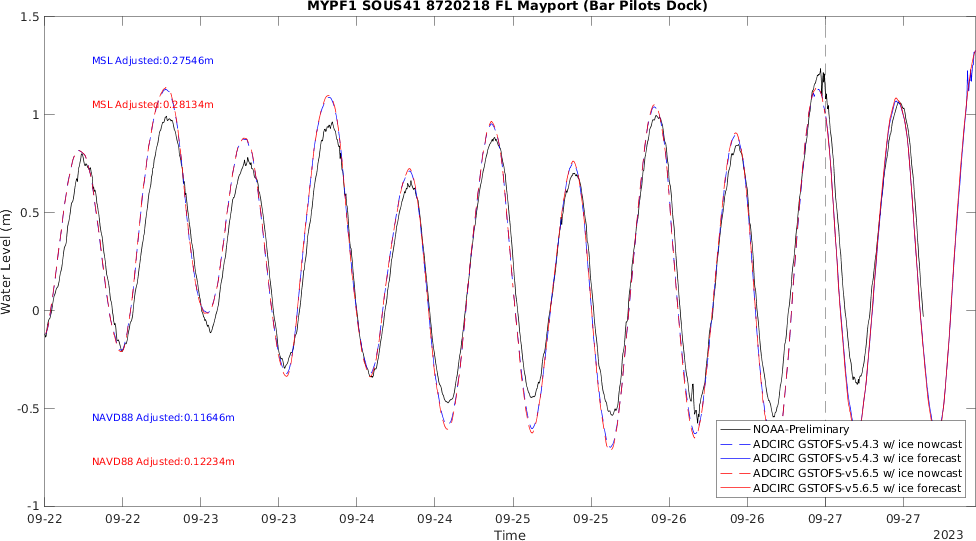 MYPF1 SOUS41 8720218 FL Mayport (Bar Pilots Dock)
1.5
1
0.5
0
-0.5
-1
Water Level (m)
MSL Adjusted:0.27546m
MSL Adjusted:0.28134m
NAVD88 Adjusted:0.11646m
NAVD88 Adjusted:0.12234m
NOAA-Preliminary
ADCIRC GSTOFS-v5.4.3 w/ ice nowcast
ADCIRC GSTOFS-v5.4.3 w/ ice forecast
ADCIRC GSTOFS-v5.6.5 w/ ice nowcast
ADCIRC GSTOFS-v5.6.5 w/ ice forecast
09-22 09-22 09-23 09-23 09-24 09-24 09-25 09-25 09-26 09-26 09-27 09-27
Time
2023